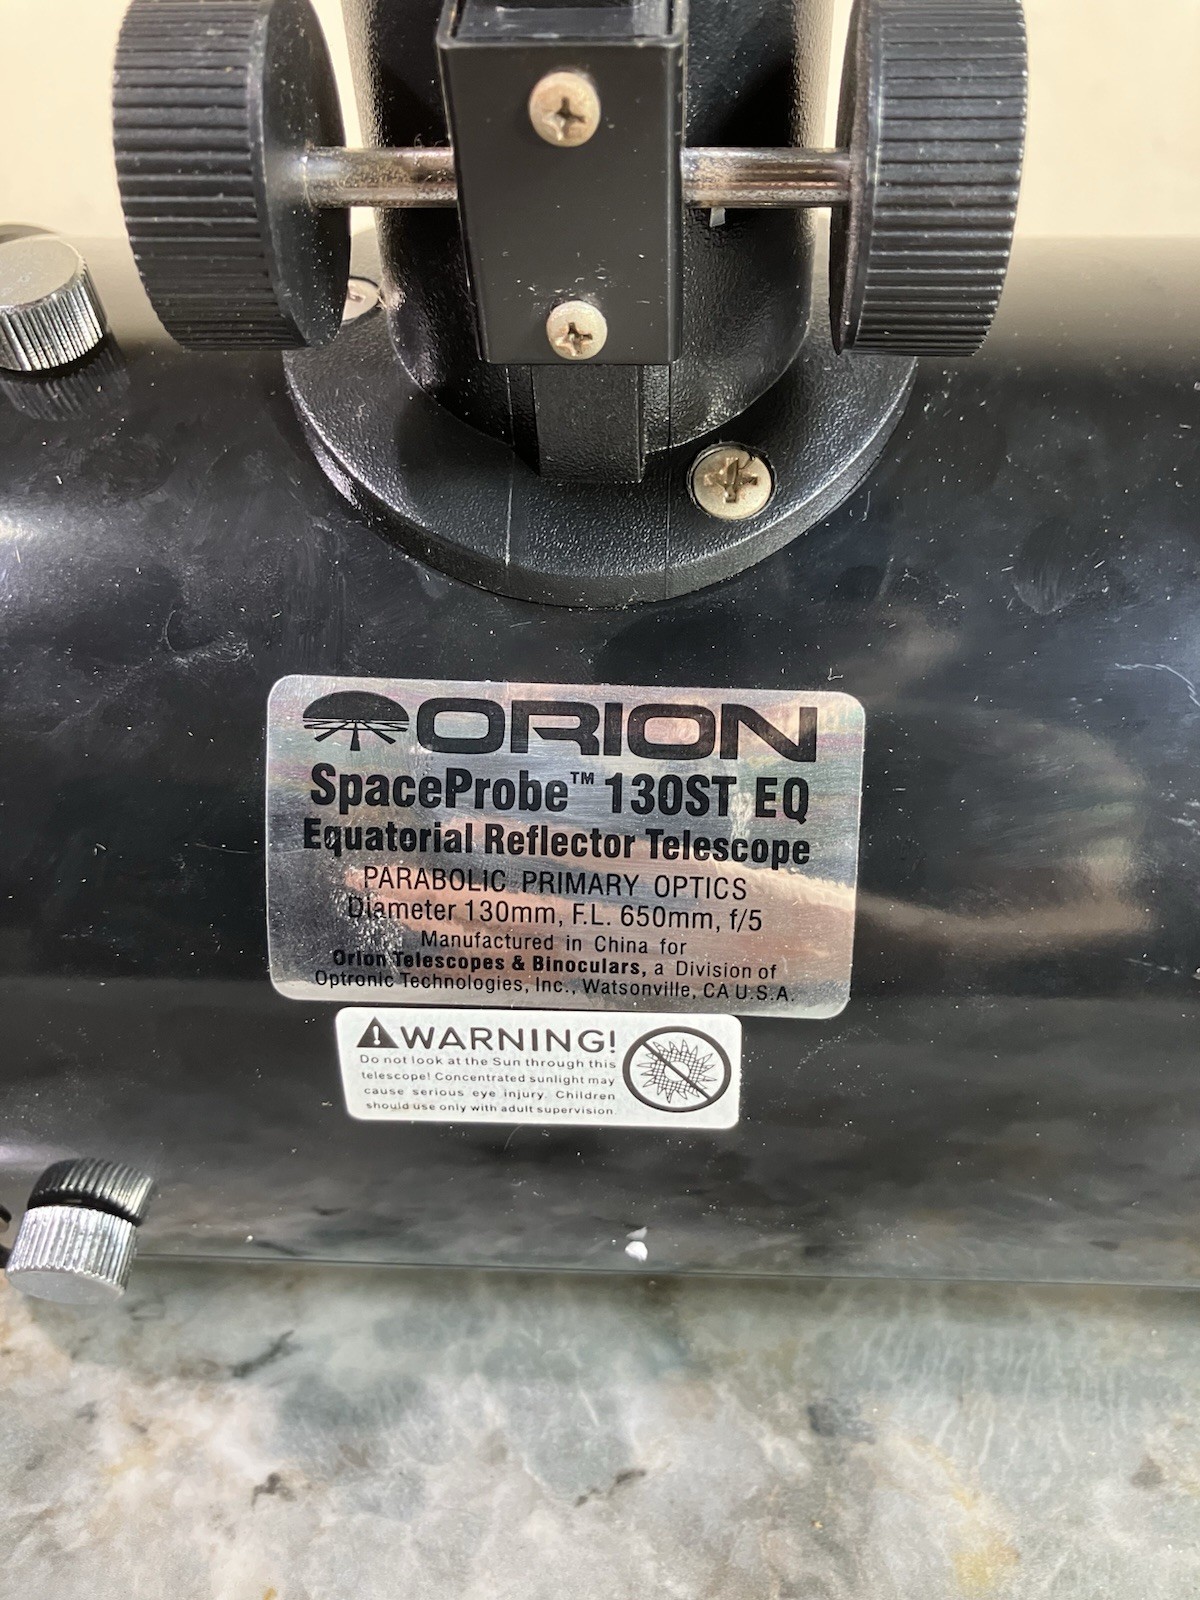 ORION
SpaceProbe™ 130ST EQ
Equatorial Reflector Telescope
PARABOLIC PRIMARY OPTICS
Diameter 130mm, F.L. 650mm, f/5
Manufactured in China for
Orion Telescopes & Binoculars, a Division of
Optronic Technologies, Inc., Watsonville, CA U.S.A.
WARNING!
Do not look at the Sun through this
telescope! Concentrated sunlight may
cause serious eye injury. Children
should use only with adult supervision.